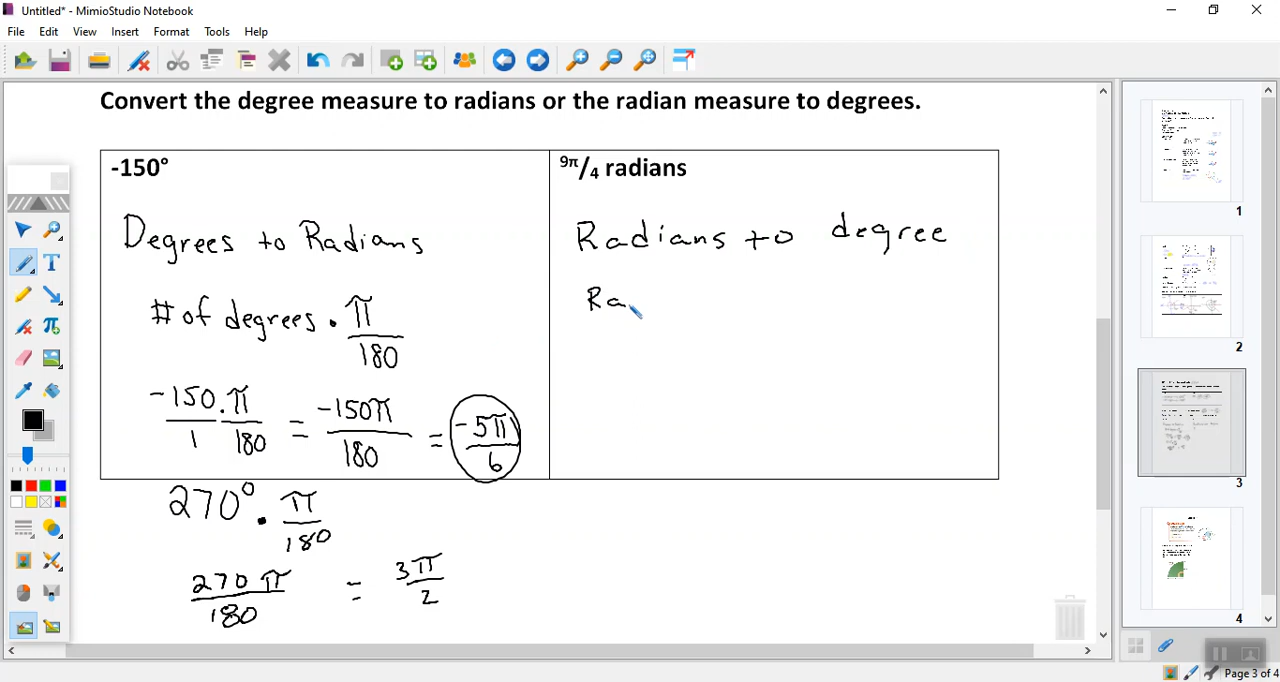 Untitled* - MimioStudio Notebook
File Edit View Insert Format Tools Help
Convert the degree measure to radians or the radian measure to degrees.
-150°
Degrees to Radians
# of degrees · π/180
-150/1 · π/180 = -150π/180 = -5π/6
270° · π/180
270π/180 = 3π/2
9π/4 radians
Radians to degree
Ra
1
2
3
4
Page 3 of 4